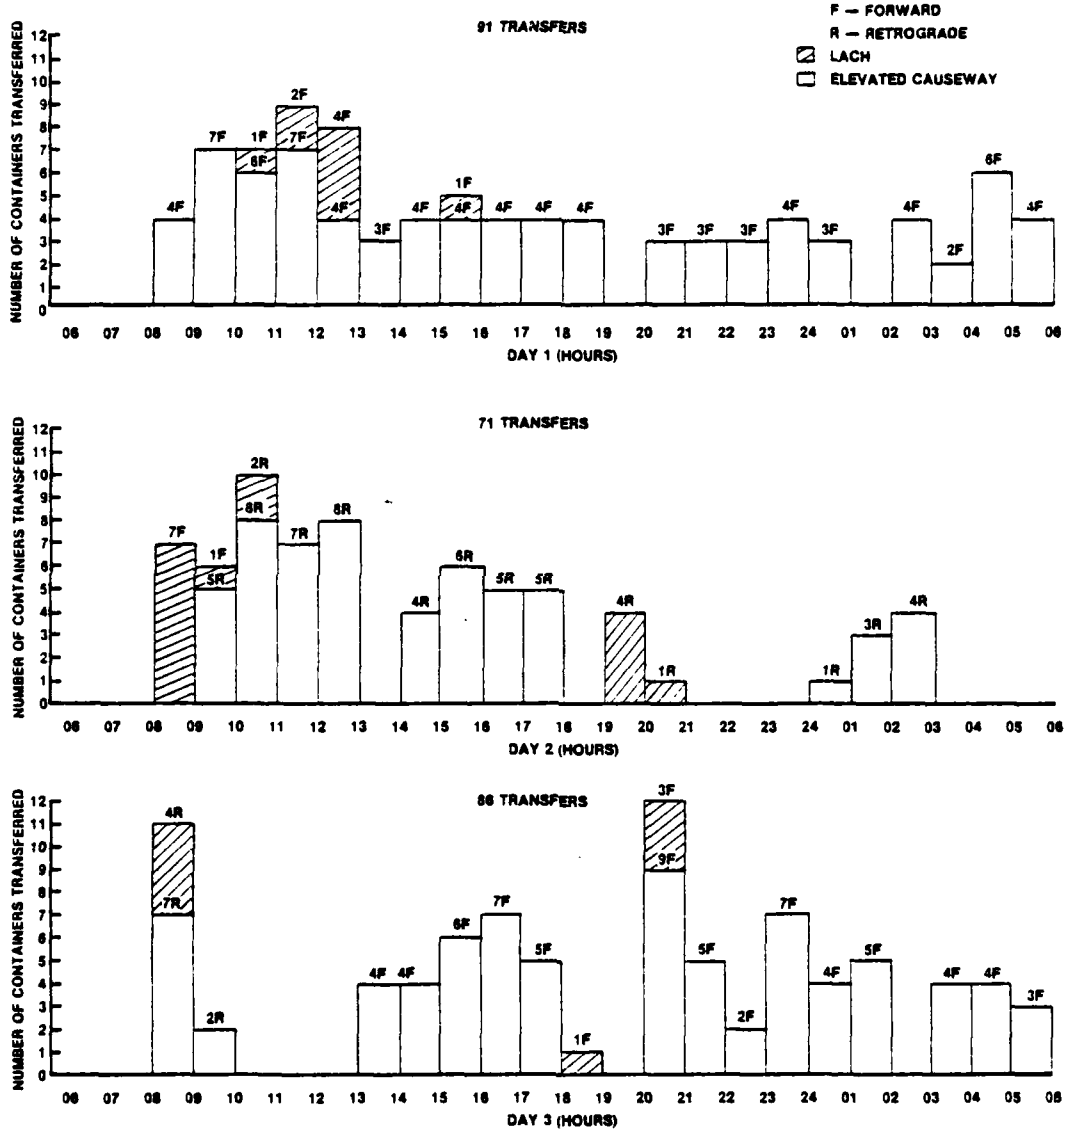 91 TRANSFERS
F — FORWARD
R — RETROGRADE
LACH
ELEVATED CAUSEWAY
NUMBER OF CONTAINERS TRANSFERRED
12
11
10
9
8
7
6
5
4
3
2
1
0
4F 7F 1F 6F 2F 7F 4F 4F 3F 4F 1F 4F 4F 4F 4F 3F 3F 3F 4F 3F 4F 2F 6F 4F
06 07 08 09 10 11 12 13 14 15 16 17 18 19 20 21 22 23 24 01 02 03 04 05 06
DAY 1 (HOURS)
71 TRANSFERS
NUMBER OF CONTAINERS TRANSFERRED
12
11
10
9
8
7
6
5
4
3
2
1
0
7F 1F 5R 2R 8R 7R 8R 4R 6R 5R 5R 4R 1R 1R 3R 4R
06 07 08 09 10 11 12 13 14 15 16 17 18 19 20 21 22 23 24 01 02 03 04 05 06
DAY 2 (HOURS)
86 TRANSFERS
NUMBER OF CONTAINERS TRANSFERRED
12
11
10
9
8
7
6
5
4
3
2
1
0
4R 7R 2R 4F 4F 6F 7F 5F 1F 3F 9F 5F 2F 7F 4F 5F 4F 4F 3F
06 07 08 09 10 11 12 13 14 15 16 17 18 19 20 21 22 23 24 01 02 03 04 05 06
DAY 3 (HOURS)